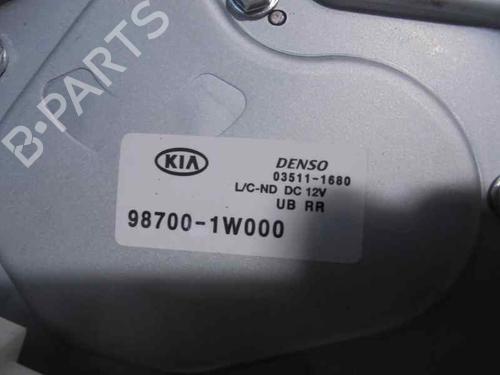 B-PARTS
KIA
DENSO
03511-1680
L/C-ND DC 12V
UB RR
98700-1W000